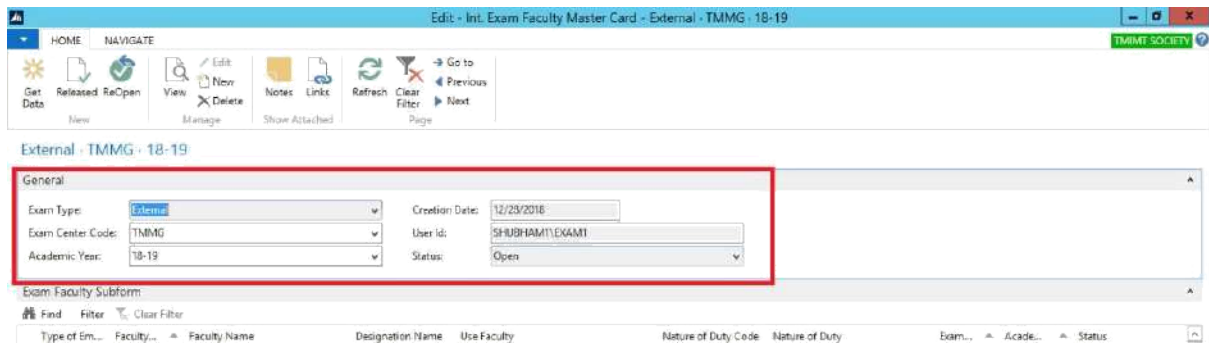 Edit - Int. Exam Faculty Master Card - External · TMMG · 18-19
HOME NAVIGATE
TMIMT SOCIETY
Get Data
Released
ReOpen
View
Edit
New
Delete
Notes
Links
Refresh
Clear Filter
Go to
Previous
Next
New Manage Show Attached Page
External · TMMG · 18-19
General
Exam Type: External Creation Date: 12/28/2018
Exam Center Code: TMMG User Id: SHUBHAM1\EXAM1
Academic Year: 18-19 Status: Open
Exam Faculty Subform
Find Filter Clear Filter
Type of Em... Faculty... Faculty Name Designation Name Use Faculty Nature of Duty Code Nature of Duty Exam... Acade... Status